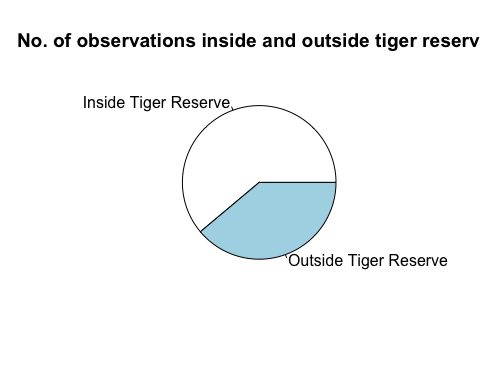 No. of observations inside and outside tiger reserv
Inside Tiger Reserve
Outside Tiger Reserve